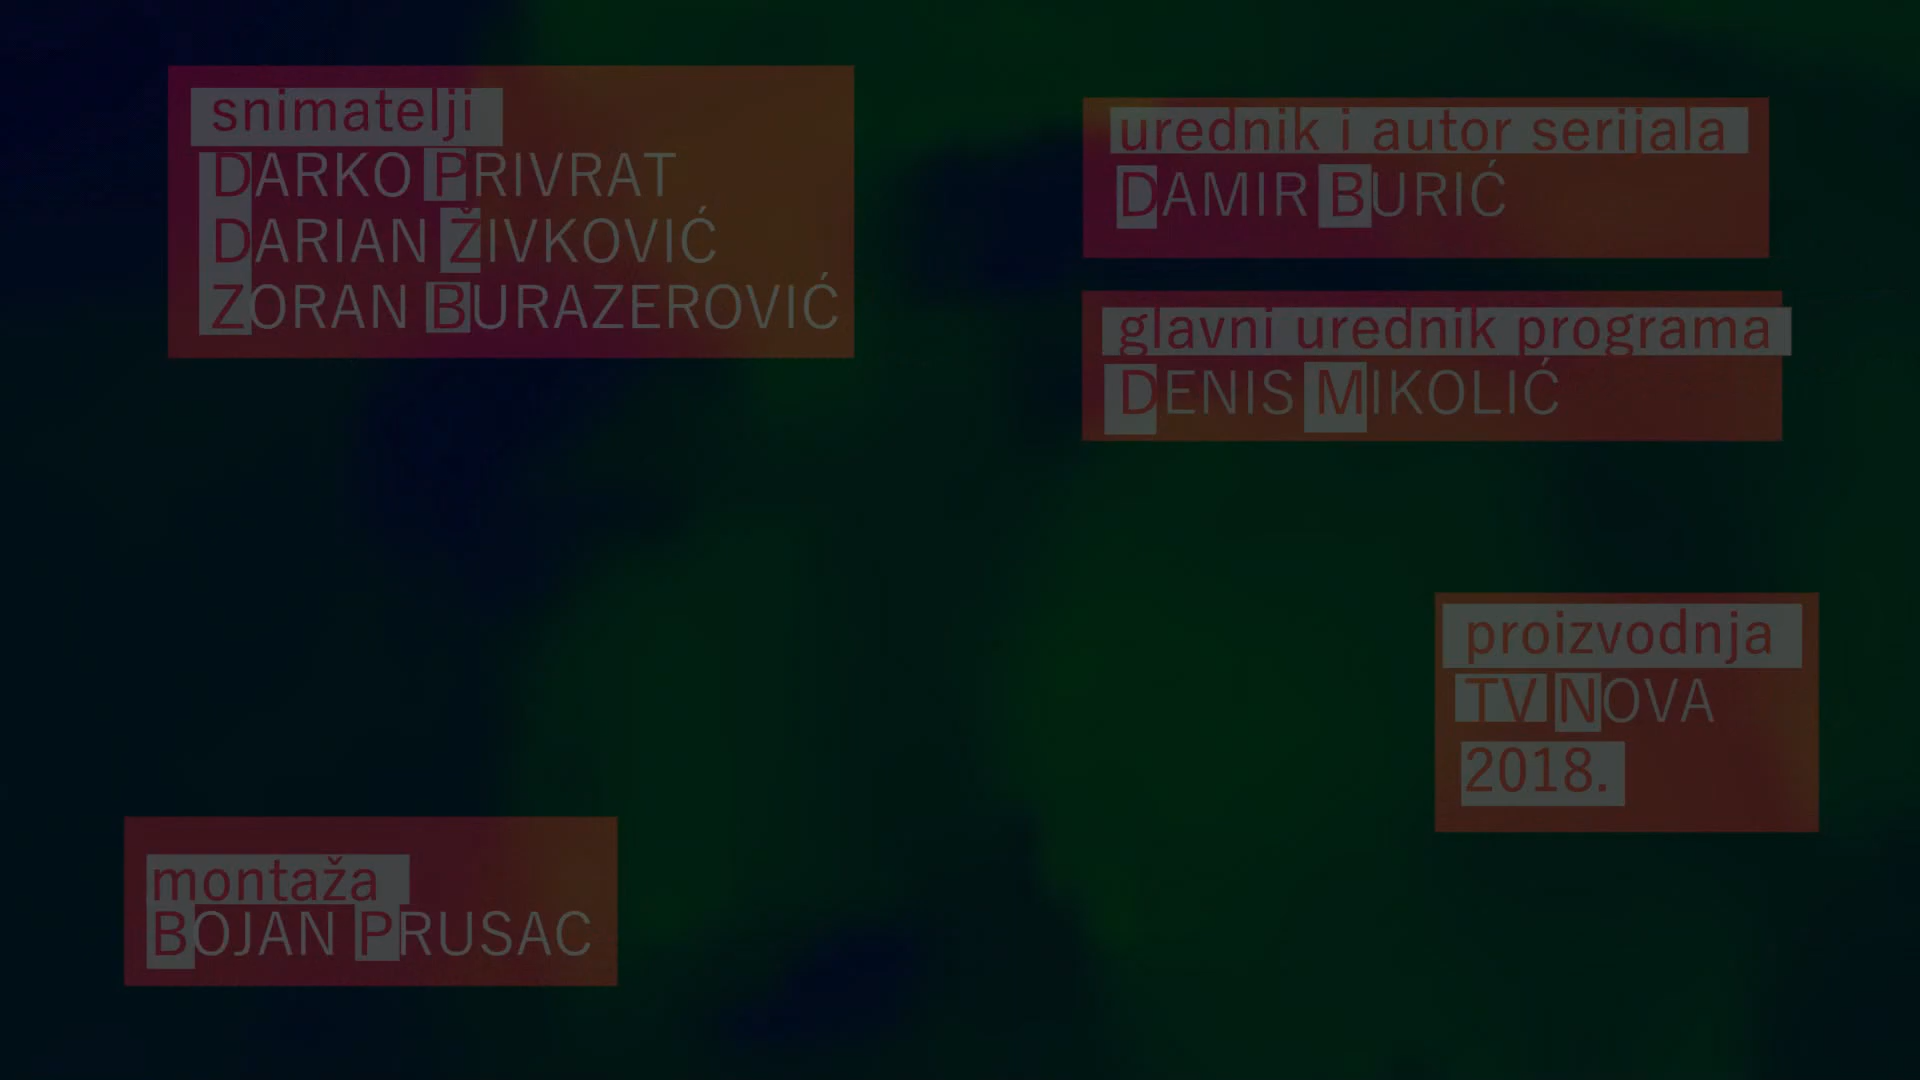 snimatelji
DARKO PRIVRAT
DARIAN ŽIVKOVIĆ
ZORAN BURAZEROVIĆ
urednik i autor serijala
DAMIR BURIĆ
glavni urednik programa
DENIS MIKOLIĆ
proizvodnja
TV NOVA
2018.
montaža
BOJAN PRUSAC